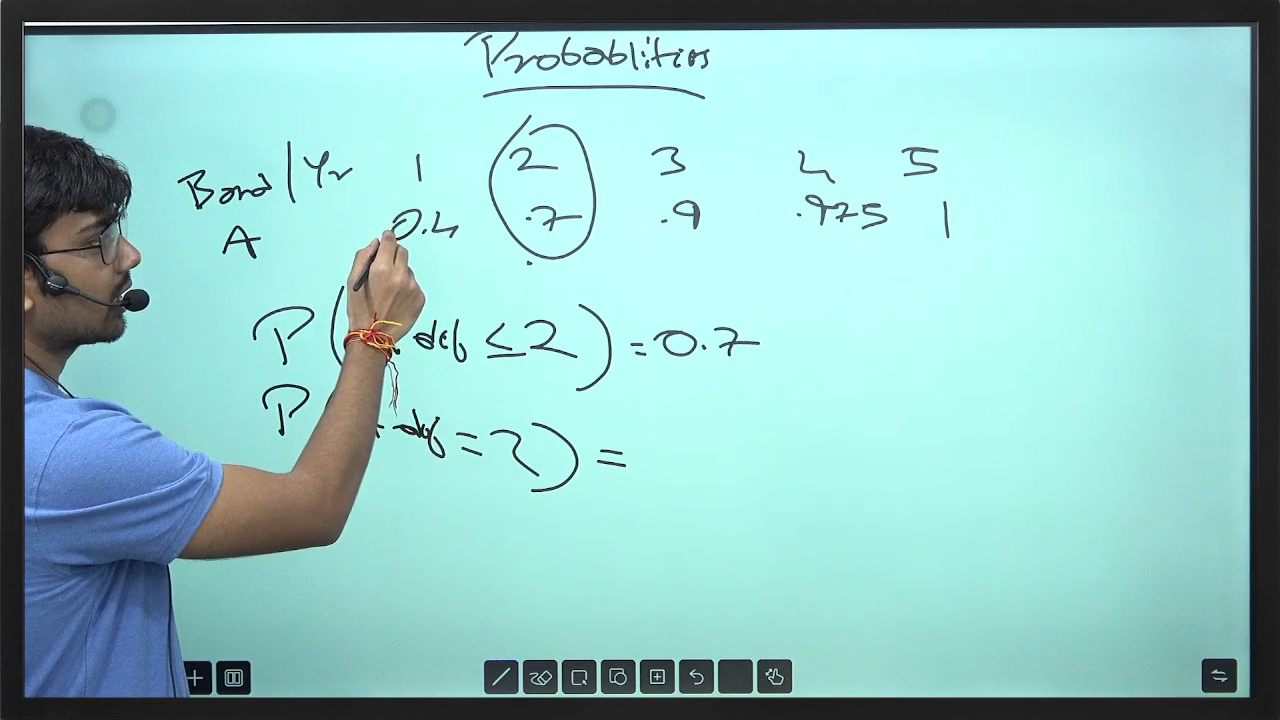 Probablities
Bond/Yr 1 2 3 4 5
A 0.4 .7 .9 .975 1
P( def ≤ 2) = 0.7
P def = 2) =